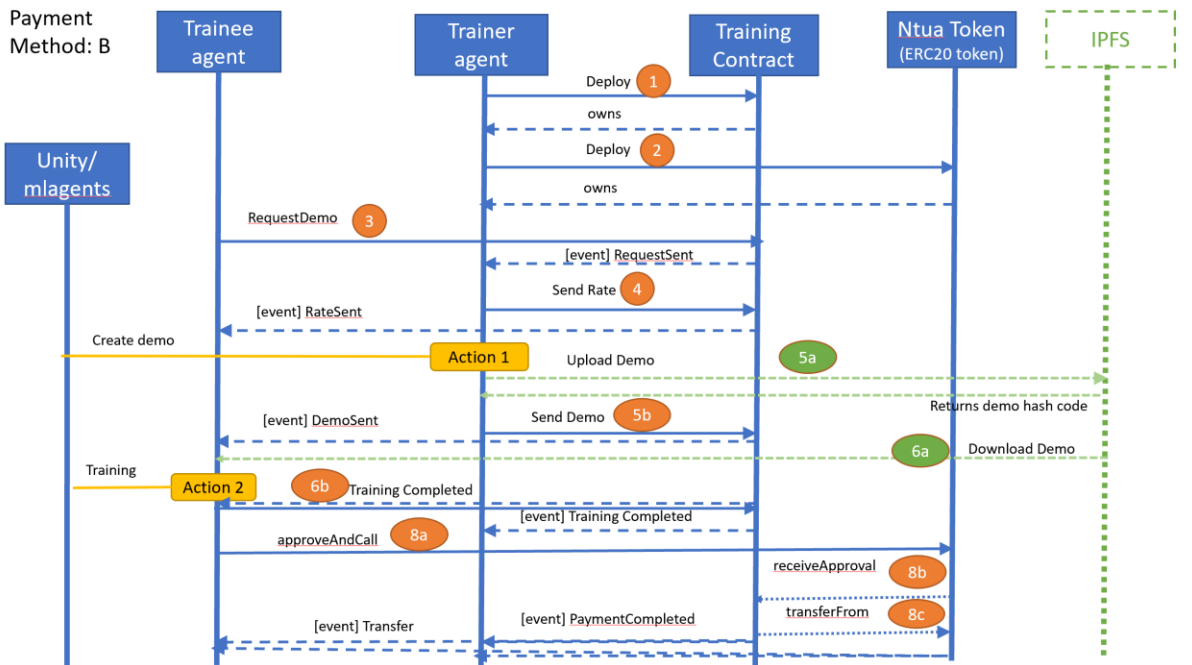 Payment
Method: B
Trainee
agent
Trainer
agent
Training
Contract
Ntua Token
(ERC20 token)
IPFS
Unity/
mlagents
Deploy 1
owns
Deploy 2
owns
RequestDemo 3
[event] RequestSent
Send Rate 4
[event] RateSent
Create demo
Action 1
Upload Demo 5a
Returns demo hash code
Send Demo 5b
[event] DemoSent
6a Download Demo
Training
Action 2
6b Training Completed
[event] Training Completed
approveAndCall 8a
receiveApproval 8b
transferFrom 8c
[event] PaymentCompleted
[event] Transfer